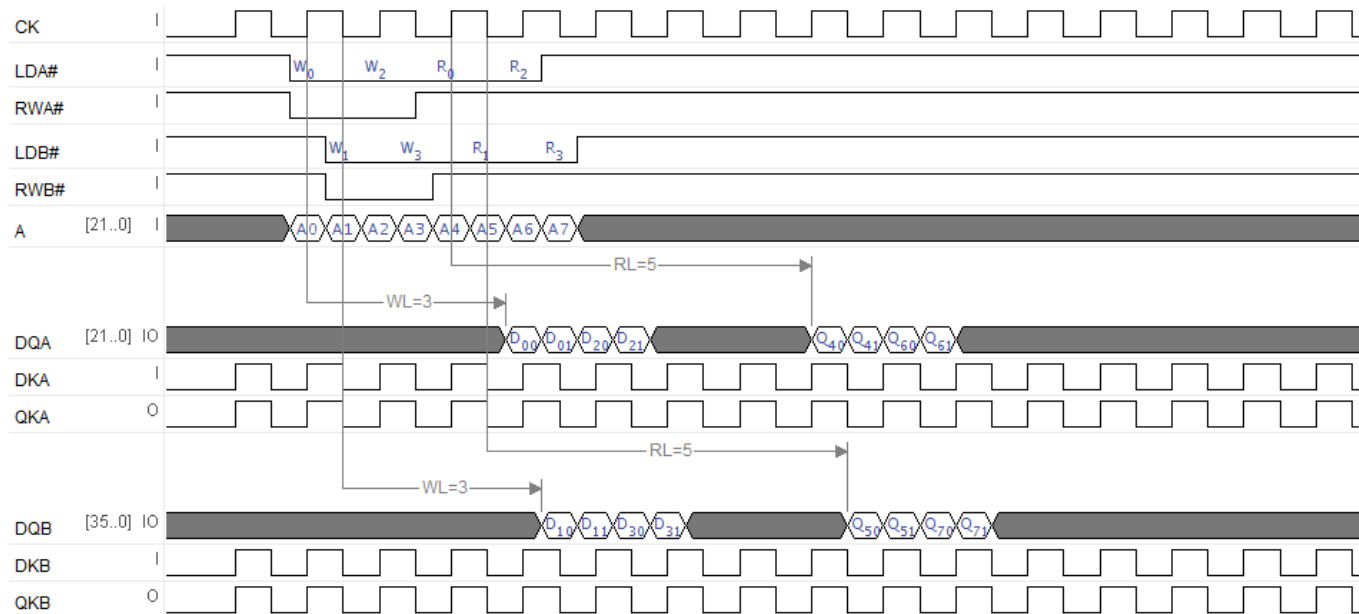 CK I
LDA# I W0 W2 R0 R2
RWA# I
LDB# I W1 W3 R1 R3
RWB# I
A [21..0] I A0 A1 A2 A3 A4 A5 A6 A7
RL=5
WL=3
DQA [21..0] IO D00 D01 D20 D21 Q40 Q41 Q60 Q61
DKA I
QKA O
RL=5
WL=3
DQB [35..0] IO D10 D11 D30 D31 Q50 Q51 Q70 Q71
DKB I
QKB O